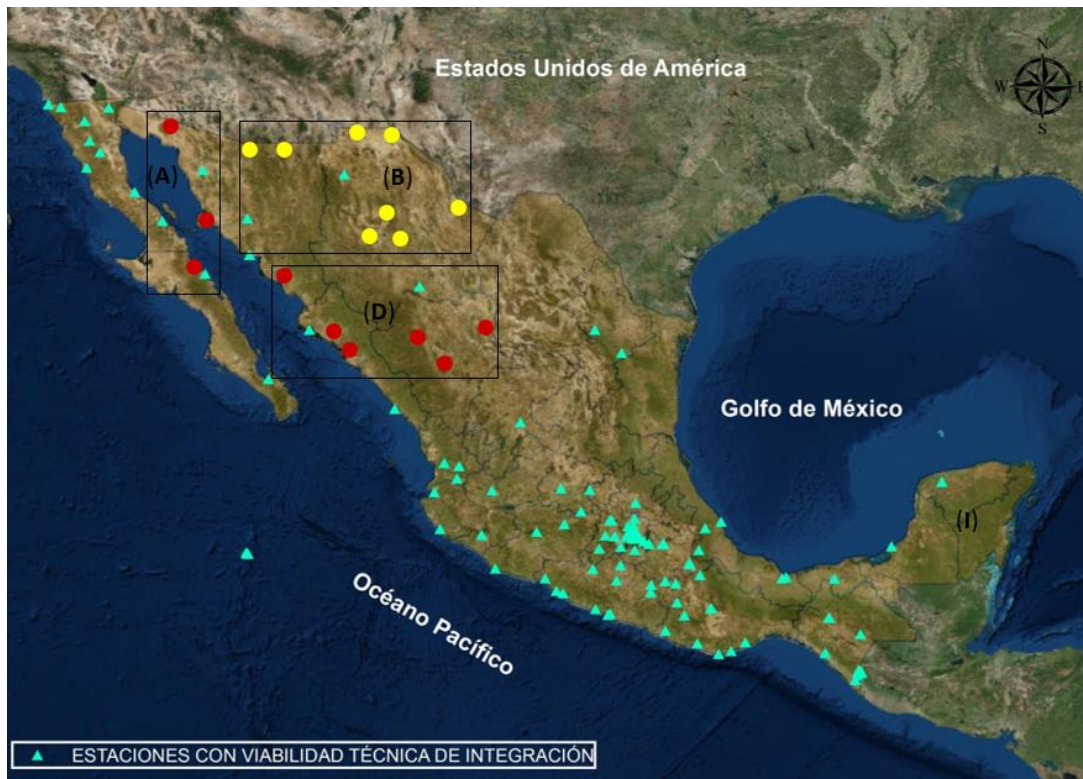 Estados Unidos de América
N
W E
S
(A)
(B)
(D)
Golfo de México
(I)
Océano Pacífico
ESTACIONES CON VIABILIDAD TÉCNICA DE INTEGRACIÓN